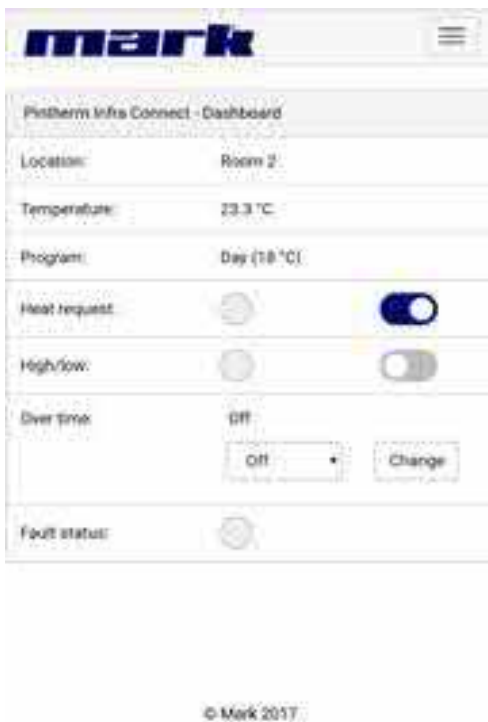 mark
Pintherm Infra Connect - Dashboard
Location: Room 2
Temperature: 23.3 °C
Program: Day (18 °C)
Heat request:
High/low:
Over time: Off
Off Change
Fault status:
© Mark 2017